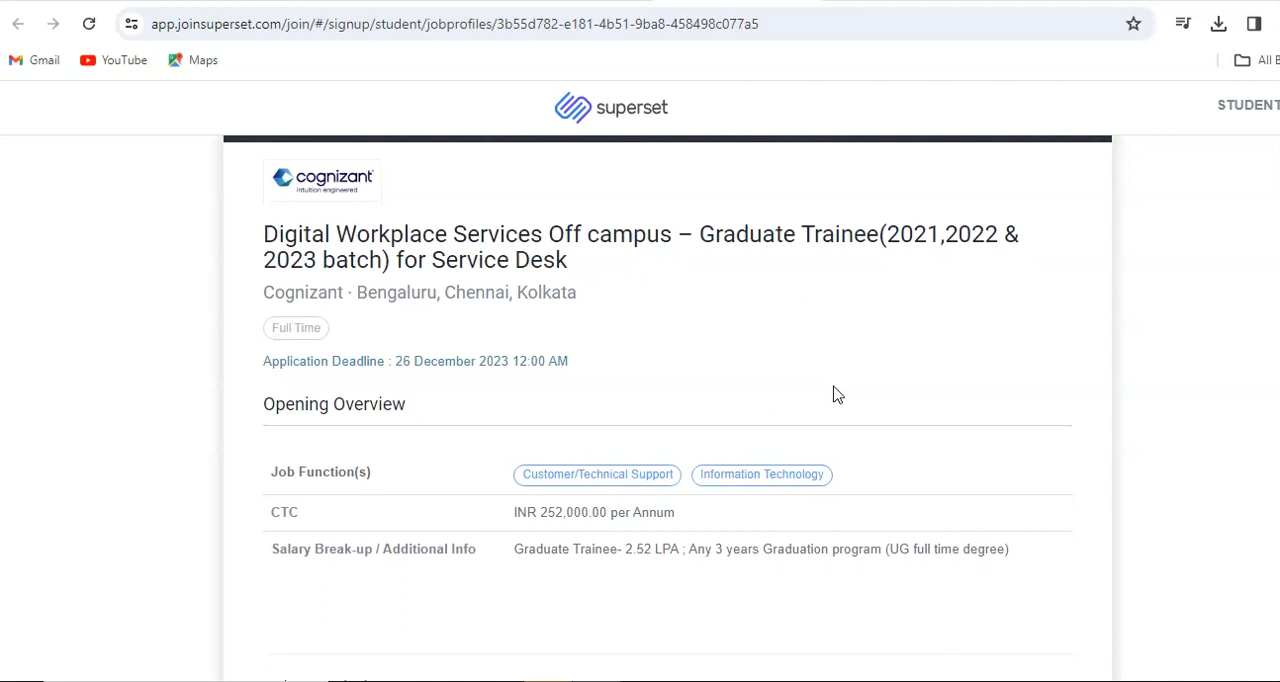 app.joinsuperset.com/join/#/signup/student/jobprofiles/3b55d782-e181-4b51-9ba8-458498c077a5
Gmail YouTube Maps All B
superset STUDENT
cognizant
intuition engineered
Digital Workplace Services Off campus – Graduate Trainee(2021,2022 &
2023 batch) for Service Desk
Cognizant · Bengaluru, Chennai, Kolkata
Full Time
Application Deadline : 26 December 2023 12:00 AM
Opening Overview
Job Function(s) Customer/Technical Support Information Technology
CTC INR 252,000.00 per Annum
Salary Break-up / Additional Info Graduate Trainee- 2.52 LPA ; Any 3 years Graduation program (UG full time degree)